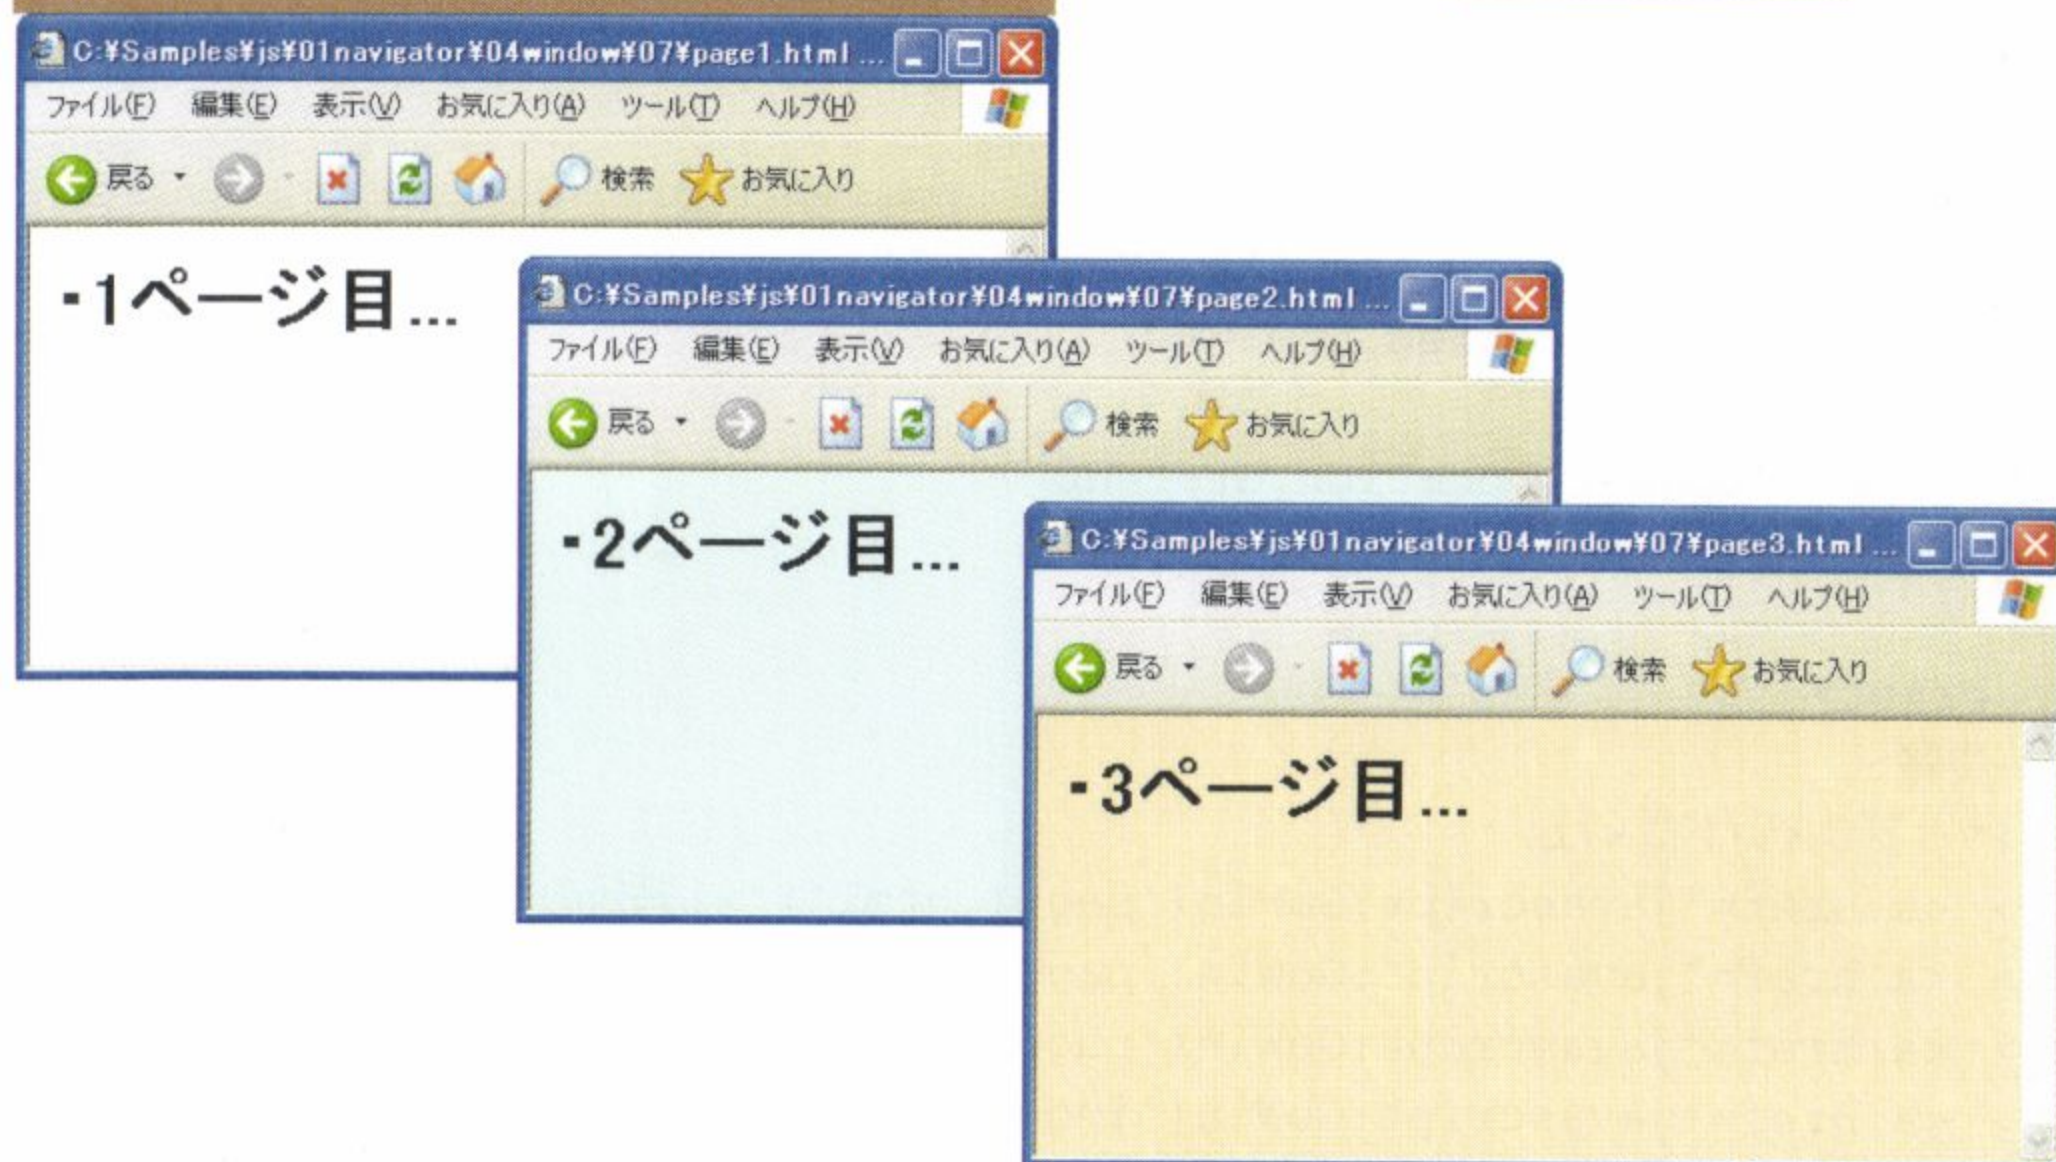 C:¥Samples¥js¥01navigator¥04window¥07¥page1.html ...
ファイル(F) 編集(E) 表示(V) お気に入り(A) ツール(T) ヘルプ(H)
戻る 検索 お気に入り
・1ページ目...
C:¥Samples¥js¥01navigator¥04window¥07¥page2.html ...
ファイル(F) 編集(E) 表示(V) お気に入り(A) ツール(T) ヘルプ(H)
戻る 検索 お気に入り
・2ページ目...
C:¥Samples¥js¥01navigator¥04window¥07¥page3.html ...
ファイル(F) 編集(E) 表示(V) お気に入り(A) ツール(T) ヘルプ(H)
戻る 検索 お気に入り
・3ページ目...